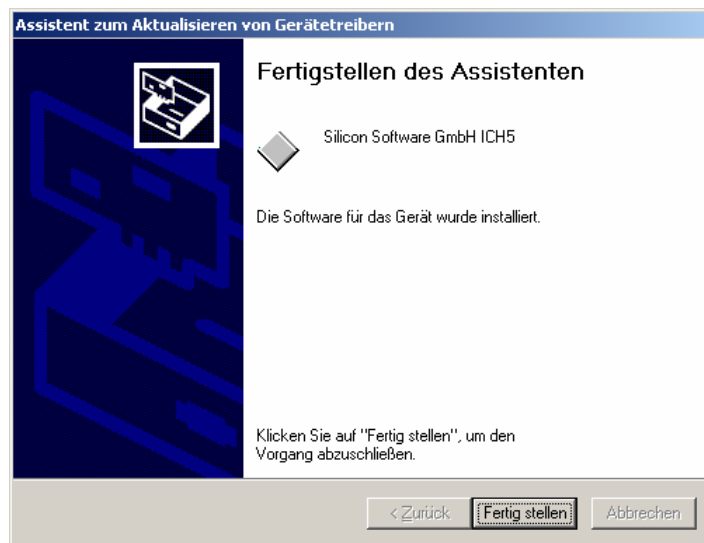 Assistent zum Aktualisieren von Gerätetreibern
Fertigstellen des Assistenten
Silicon Software GmbH ICH5
Die Software für das Gerät wurde installiert.
Klicken Sie auf "Fertig stellen", um den
Vorgang abzuschließen.
< Zurück
Fertig stellen
Abbrechen